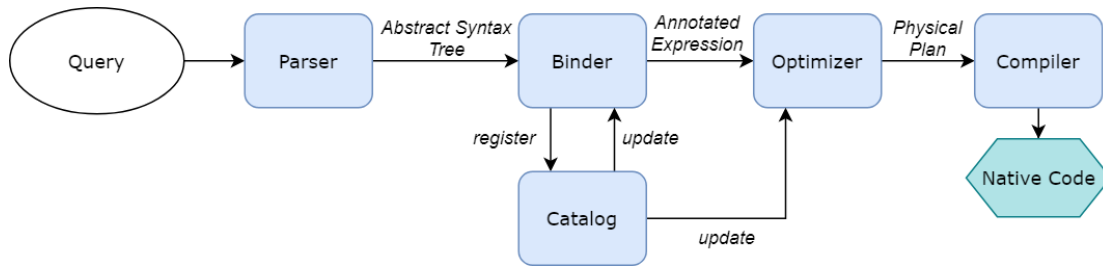 Query
Parser
Abstract Syntax
Tree
Binder
Annotated
Expression
Optimizer
Physical
Plan
Compiler
register
update
Catalog
update
Native Code